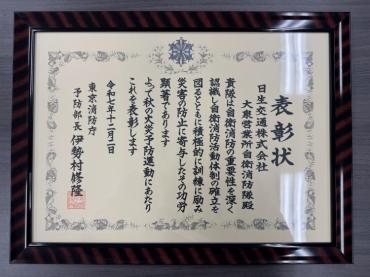 表彰状
日生交通株式会社
大泉営業所自衛消防隊殿
貴隊は自衛消防の重要性を深く
認識し自衛消防活動体制の確立を
図るとともに積極的に訓練に励み
災害の防止に寄与したその功労
顕著であります
よって秋の火災予防運動にあたり
これを表彰します
令和七年十二月二日
東京消防庁
予防部長 伊勢村修隆